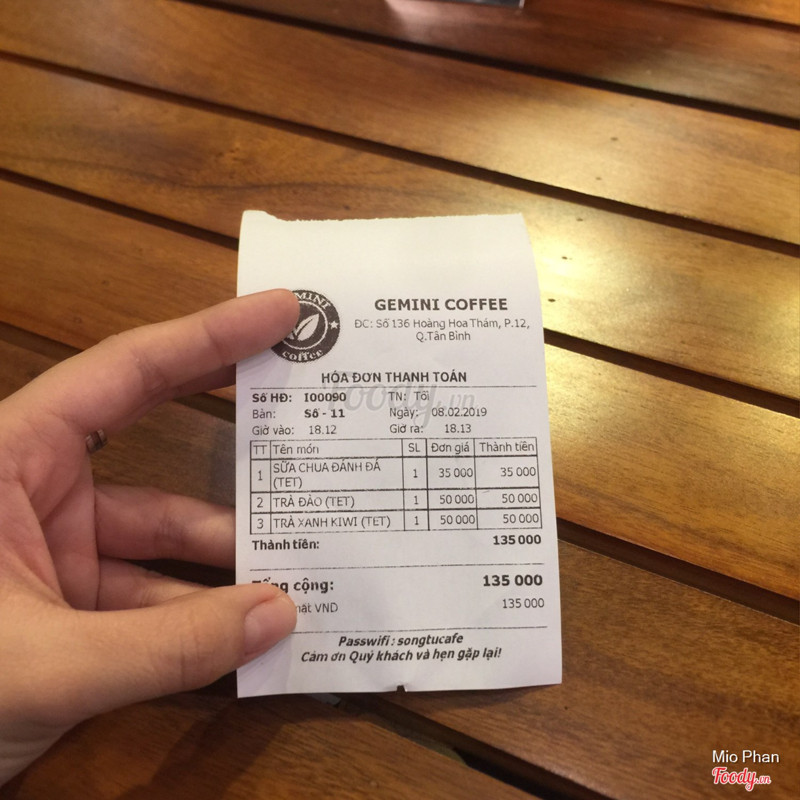 GEMINI COFFEE
ĐC: Số 136 Hoàng Hoa Thám, P.12,
Q.Tân Bình
coffee
HÓA ĐƠN THANH TOÁN
Foody.vn
Số HĐ: I00090 TN: Tối
Bàn: Số - 11 Ngày: 08.02.2019
Giờ vào: 18.12 Giờ ra: 18.13
TT Tên món SL Đơn giá Thành tiền
1 SỮA CHUA ĐÁNH ĐÁ (TET) 1 35 000 35 000
2 TRÀ ĐÀO (TET) 1 50 000 50 000
3 TRÀ XANH KIWI (TET) 1 50 000 50 000
Thành tiền: 135 000
cộng: 135 000
VND 135 000
Passwifi : songtucafe
Cám ơn Quý khách và hẹn gặp lại!
Mio Phan
Foody.vn